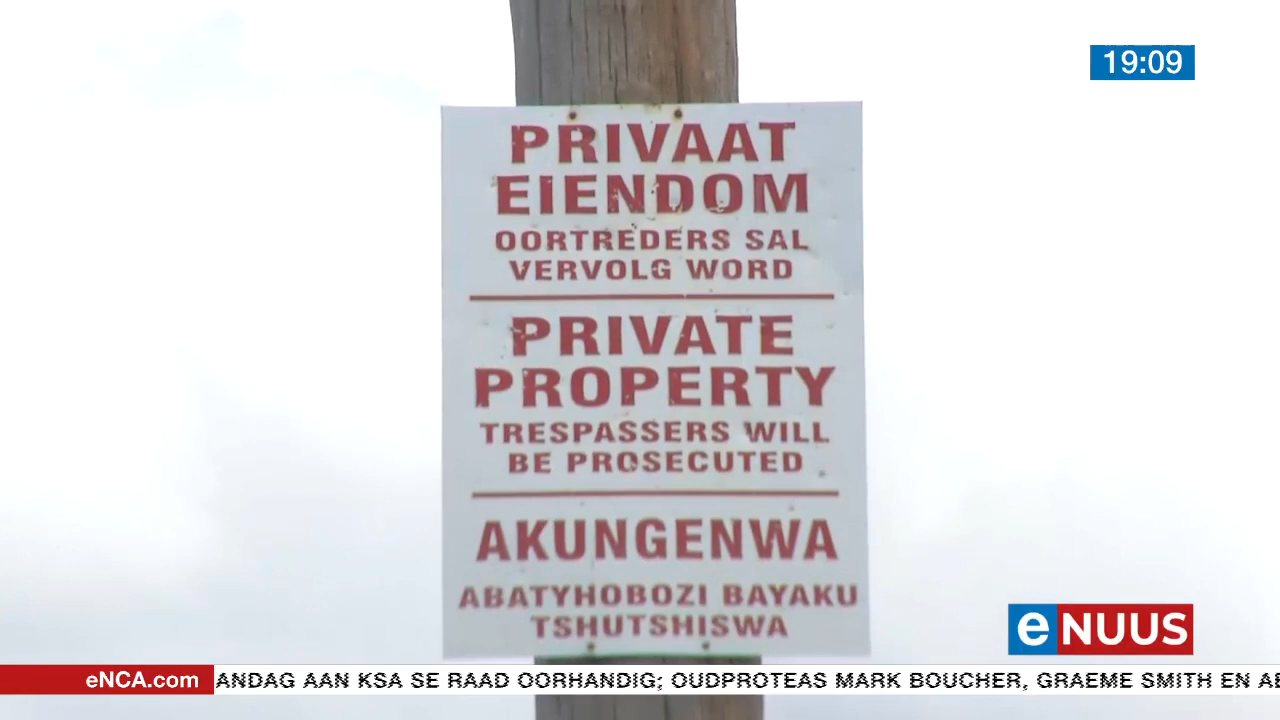 19:09
PRIVAAT
EIENDOM
OORTREDERS SAL
VERVOLG WORD
PRIVATE
PROPERTY
TRESPASSERS WILL
BE PROSECUTED
AKUNGENWA
ABATYHOBOZI BAYAKU
TSHUTSHISWA
e NUUS
eNCA.com ANDAG AAN KSA SE RAAD OORHANDIG; OUDPROTEAS MARK BOUCHER, GRAEME SMITH EN